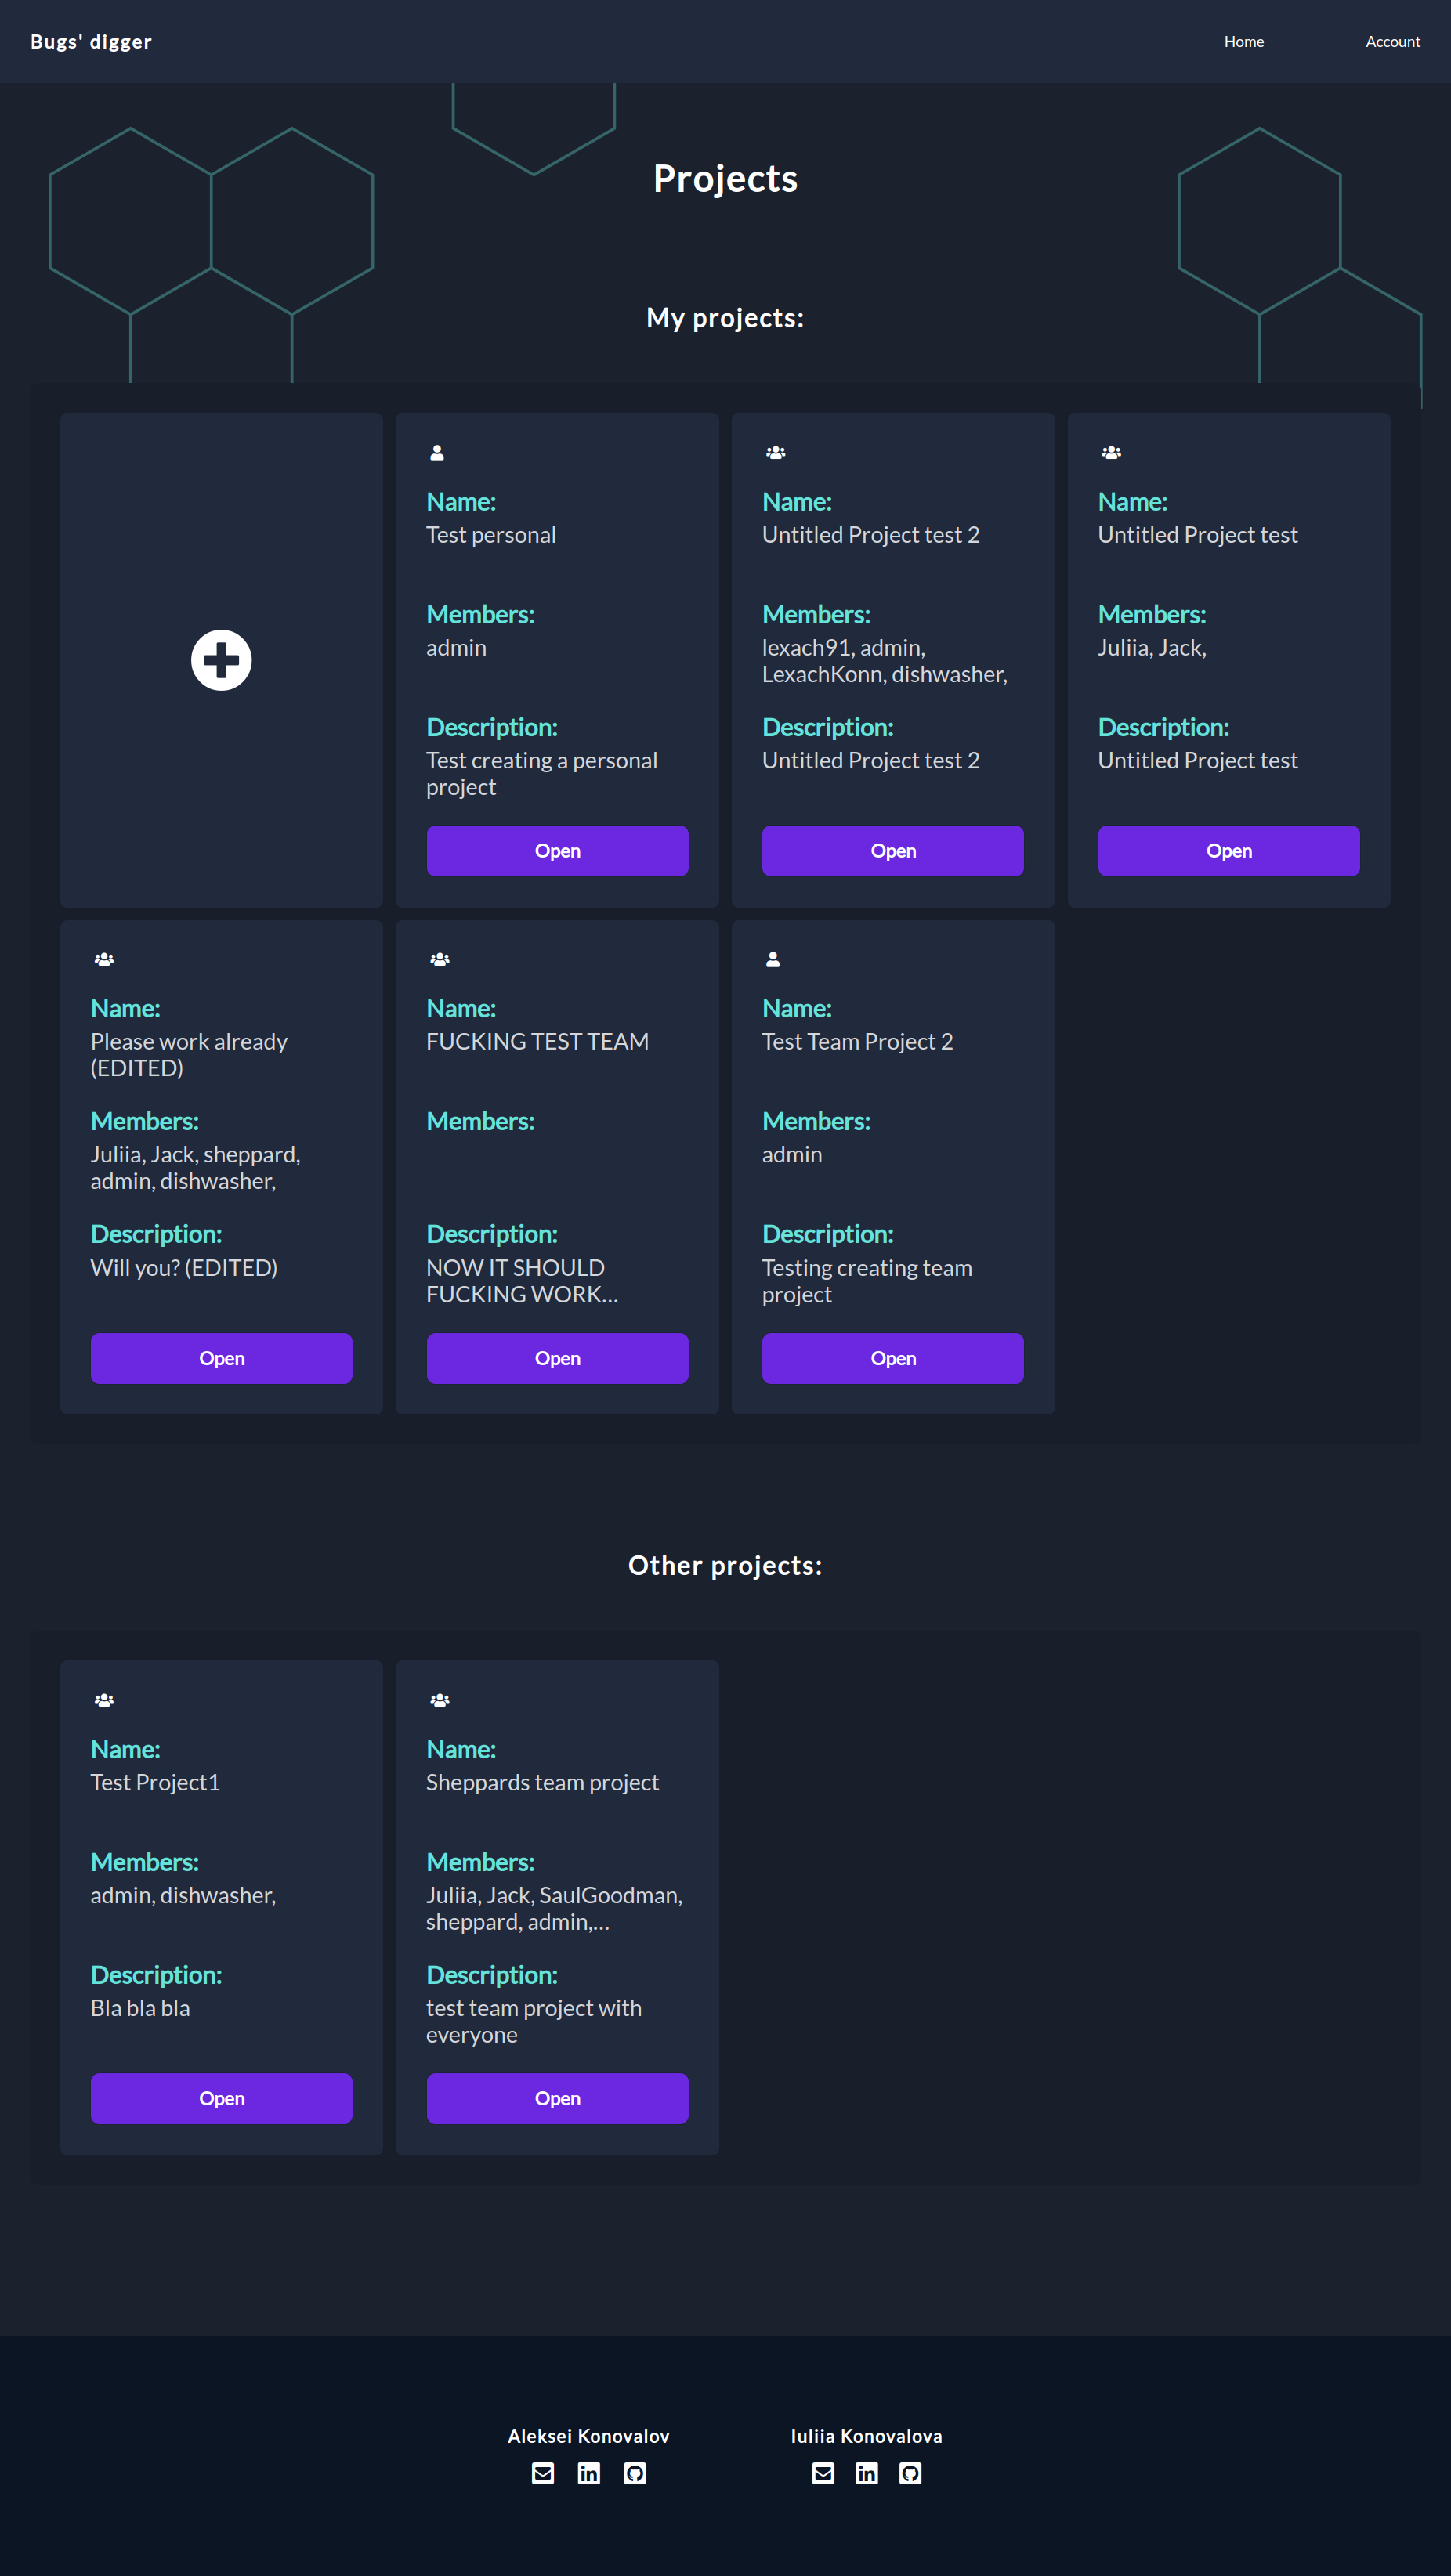 Bugs' digger
Home
Account
Projects
My projects:
Name:
Test personal
Members:
admin
Description:
Test creating a personal
project
Open
Name:
Untitled Project test 2
Members:
lexach91, admin,
LexachKonn, dishwasher,
Description:
Untitled Project test 2
Open
Name:
Untitled Project test
Members:
Juliia, Jack,
Description:
Untitled Project test
Open
Name:
Please work already
(EDITED)
Members:
Juliia, Jack, sheppard,
admin, dishwasher,
Description:
Will you? (EDITED)
Open
Name:
FUCKING TEST TEAM
Members:
Description:
NOW IT SHOULD
FUCKING WORK...
Open
Name:
Test Team Project 2
Members:
admin
Description:
Testing creating team
project
Open
Other projects:
Name:
Test Project1
Members:
admin, dishwasher,
Description:
Bla bla bla
Open
Name:
Sheppards team project
Members:
Juliia, Jack, SaulGoodman,
sheppard, admin,...
Description:
test team project with
everyone
Open
Aleksei Konovalov
Iuliia Konovalova